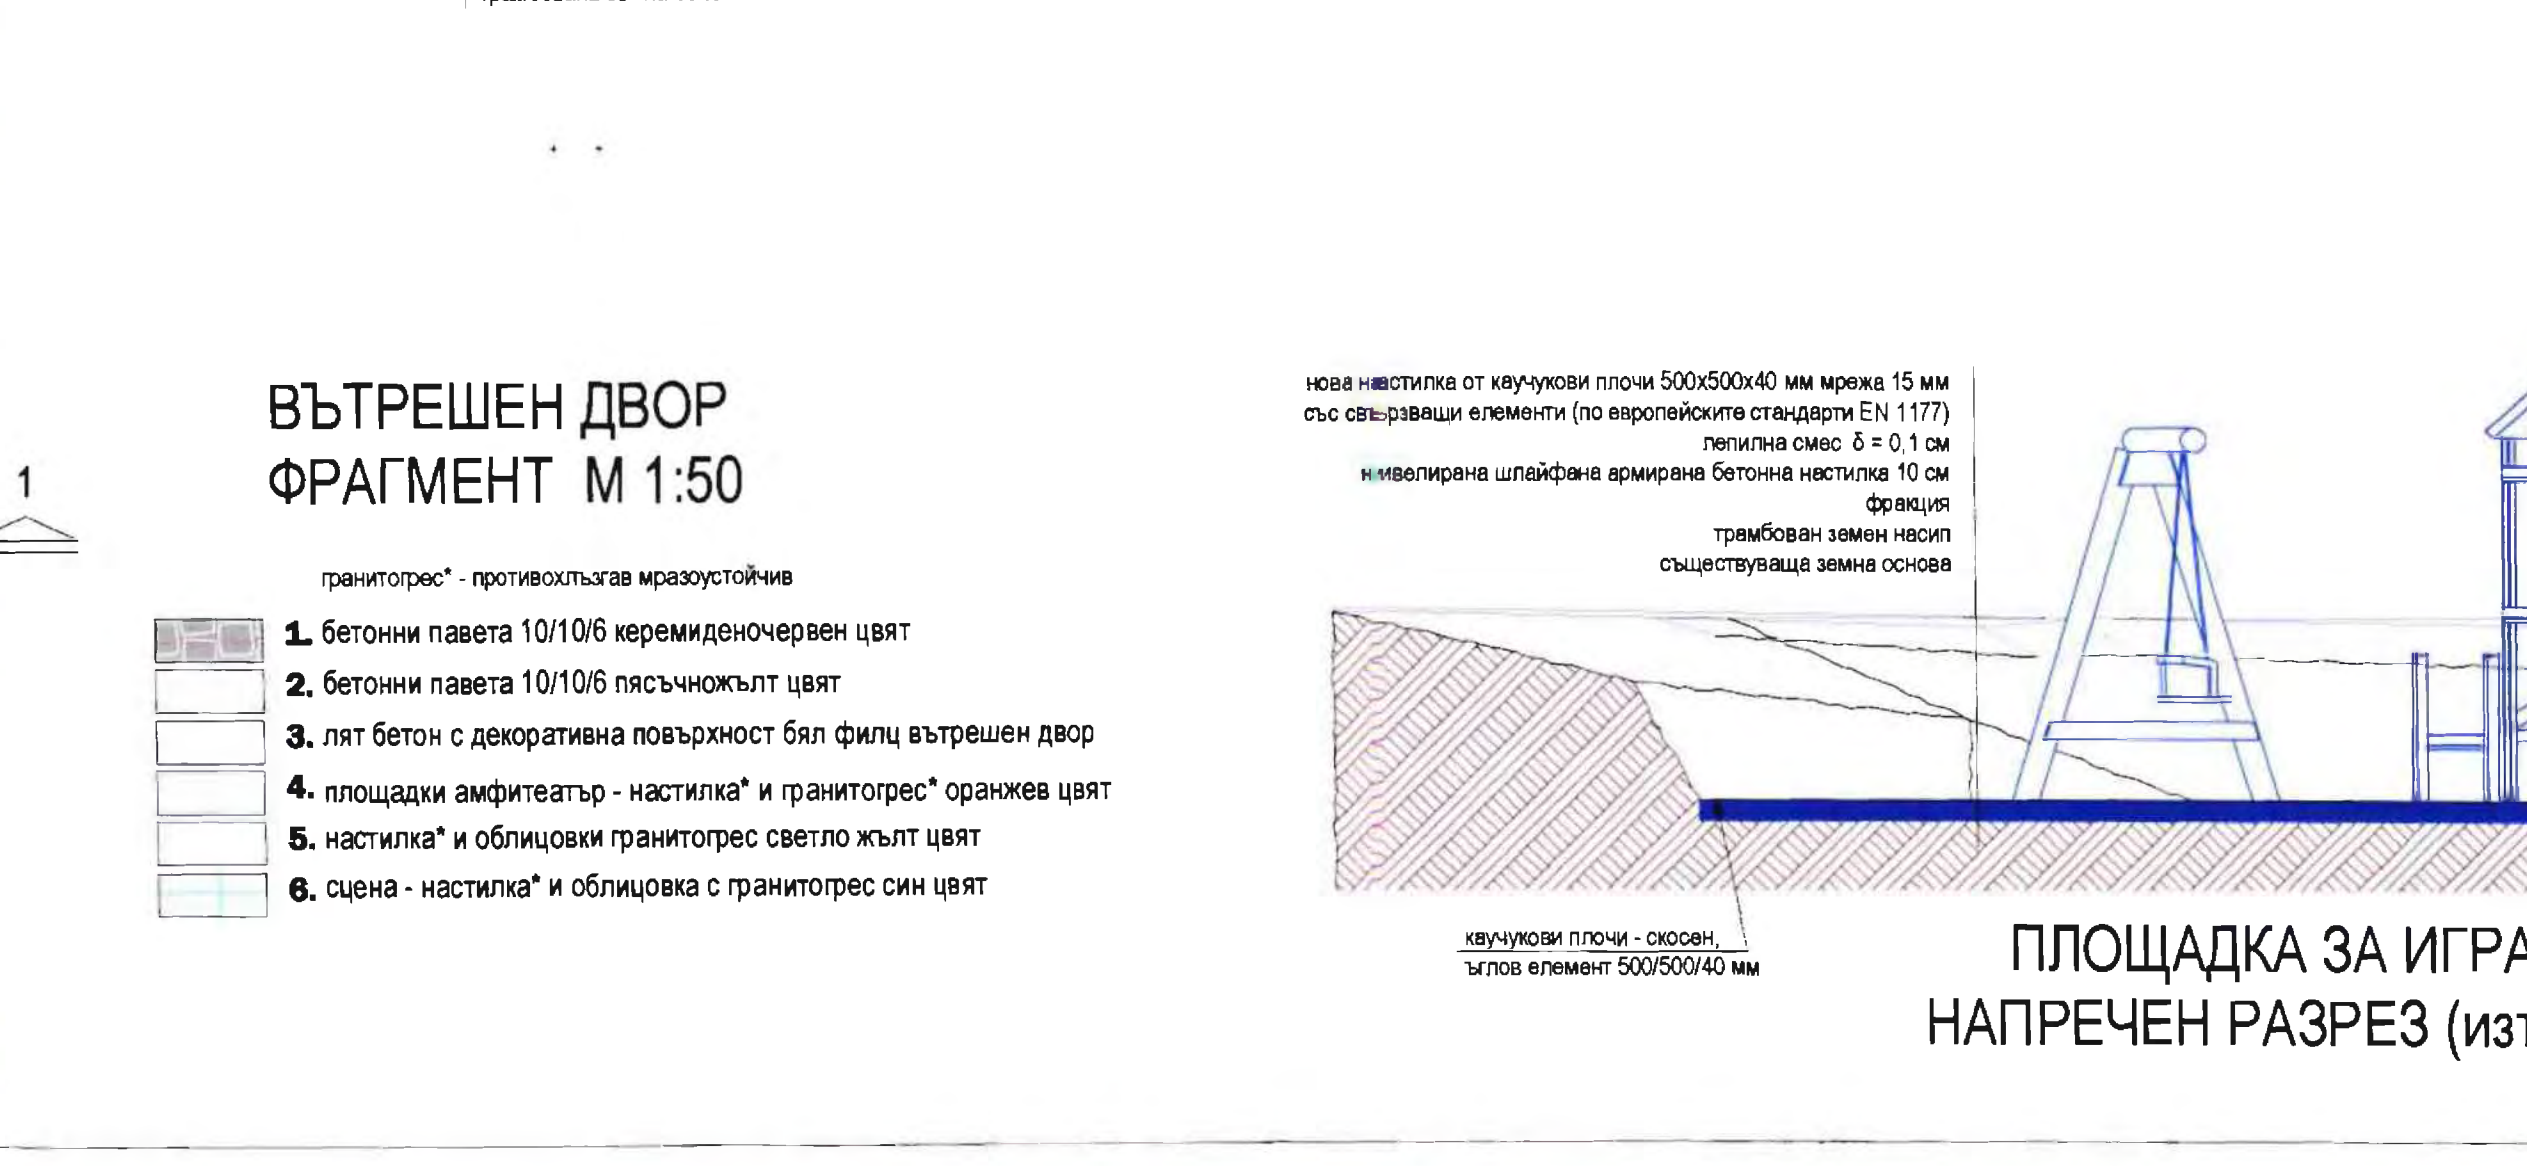 1
ВЪТРЕШЕН ДВОР
ФРАГМЕНТ М 1:50
гранитогрес* - противохлъзгав мразоустойчив
1. бетонни павета 10/10/6 керемиденочервен цвят
2. бетонни павета 10/10/6 пясъчножълт цвят
3. лят бетон с декоративна повърхност бял филц вътрешен двор
4. площадки амфитеатър - настилка* и гранитогрес* оранжев цвят
5. настилка* и облицовки гранитогрес светло жълт цвят
6. сцена - настилка* и облицовка с гранитогрес син цвят
нова настилка от каучукови плочи 500x500x40 мм мрежа 15 мм
със свързващи елементи (по европейските стандарти EN 1177)
лепилна смес δ = 0,1 см
нивелирана шлайфана армирана бетонна настилка 10 см
фракция
трамбован земен насип
съществуваща земна основа
каучукови плочи - скосен,
ъглов елемент 500/500/40 мм
ПЛОЩАДКА ЗА ИГРА
НАПРЕЧЕН РАЗРЕЗ (изт